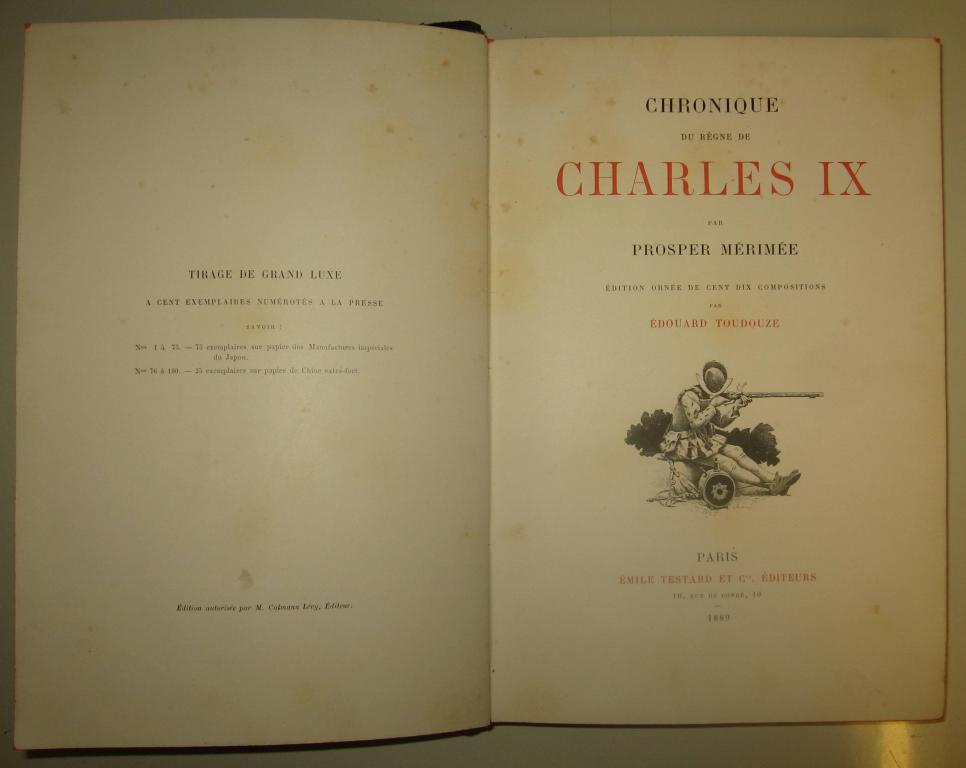 TIRAGE DE GRAND LUXE
A CENT EXEMPLAIRES NUMÉROTÉS A LA PRESSE
SAVOIR :
Nos 1 à 75. — 75 exemplaires sur papier des Manufactures impériales
du Japon.
Nos 76 à 100. — 25 exemplaires sur papier de Chine extra-fort.
Édition autorisée par M. Calmann Lévy, Éditeur.
CHRONIQUE
DU RÈGNE DE
CHARLES IX
PAR
PROSPER MÉRIMÉE
ÉDITION ORNÉE DE CENT DIX COMPOSITIONS
PAR
ÉDOUARD TOUDOUZE
PARIS
ÉMILE TESTARD ET Cie, ÉDITEURS
10, RUE DE CONDÉ, 10
—
1889